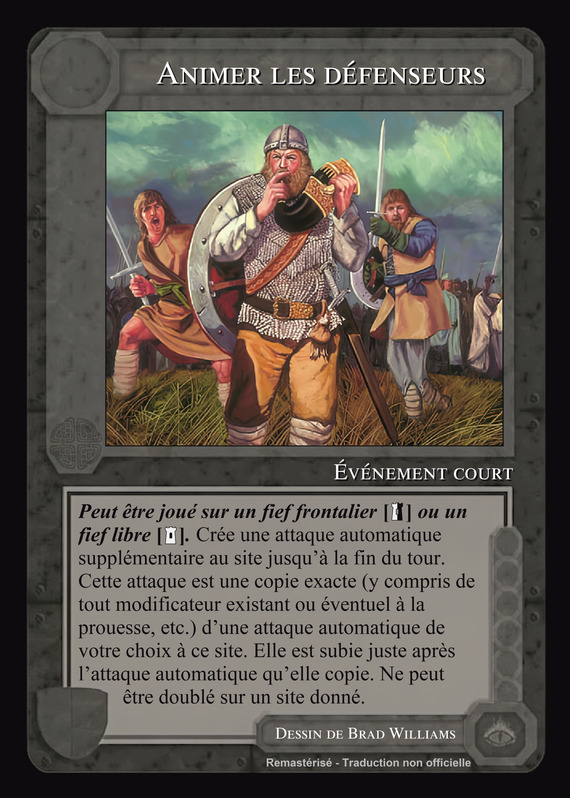 Animer les défenseurs
Événement court
Peut être joué sur un fief frontalier [] ou un
fief libre []. Crée une attaque automatique
supplémentaire au site jusqu'à la fin du tour.
Cette attaque est une copie exacte (y compris de
tout modificateur existant ou éventuel à la
prouesse, etc.) d'une attaque automatique de
votre choix à ce site. Elle est subie juste après
l'attaque automatique qu'elle copie. Ne peut
être doublé sur un site donné.
Dessin de Brad Williams
Remastérisé - Traduction non officielle